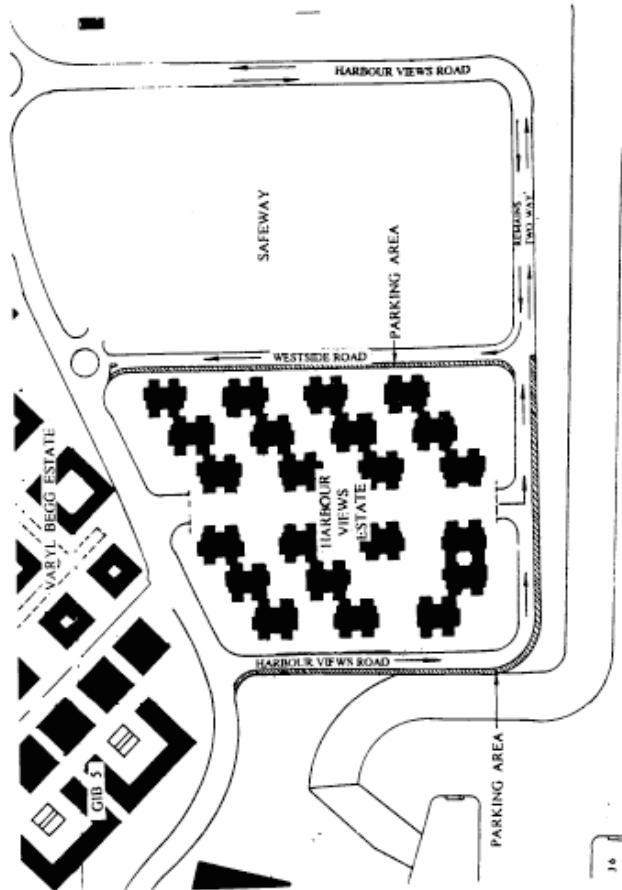 HARBOUR VIEWS ROAD
SAFEWAY
REMAINS
'TWO WAY'
PARKING AREA
WESTSIDE ROAD
VARYL BEGG ESTATE
HARBOUR
VIEWS
ESTATE
HARBOUR VIEWS ROAD
GIB 5
PARKING AREA